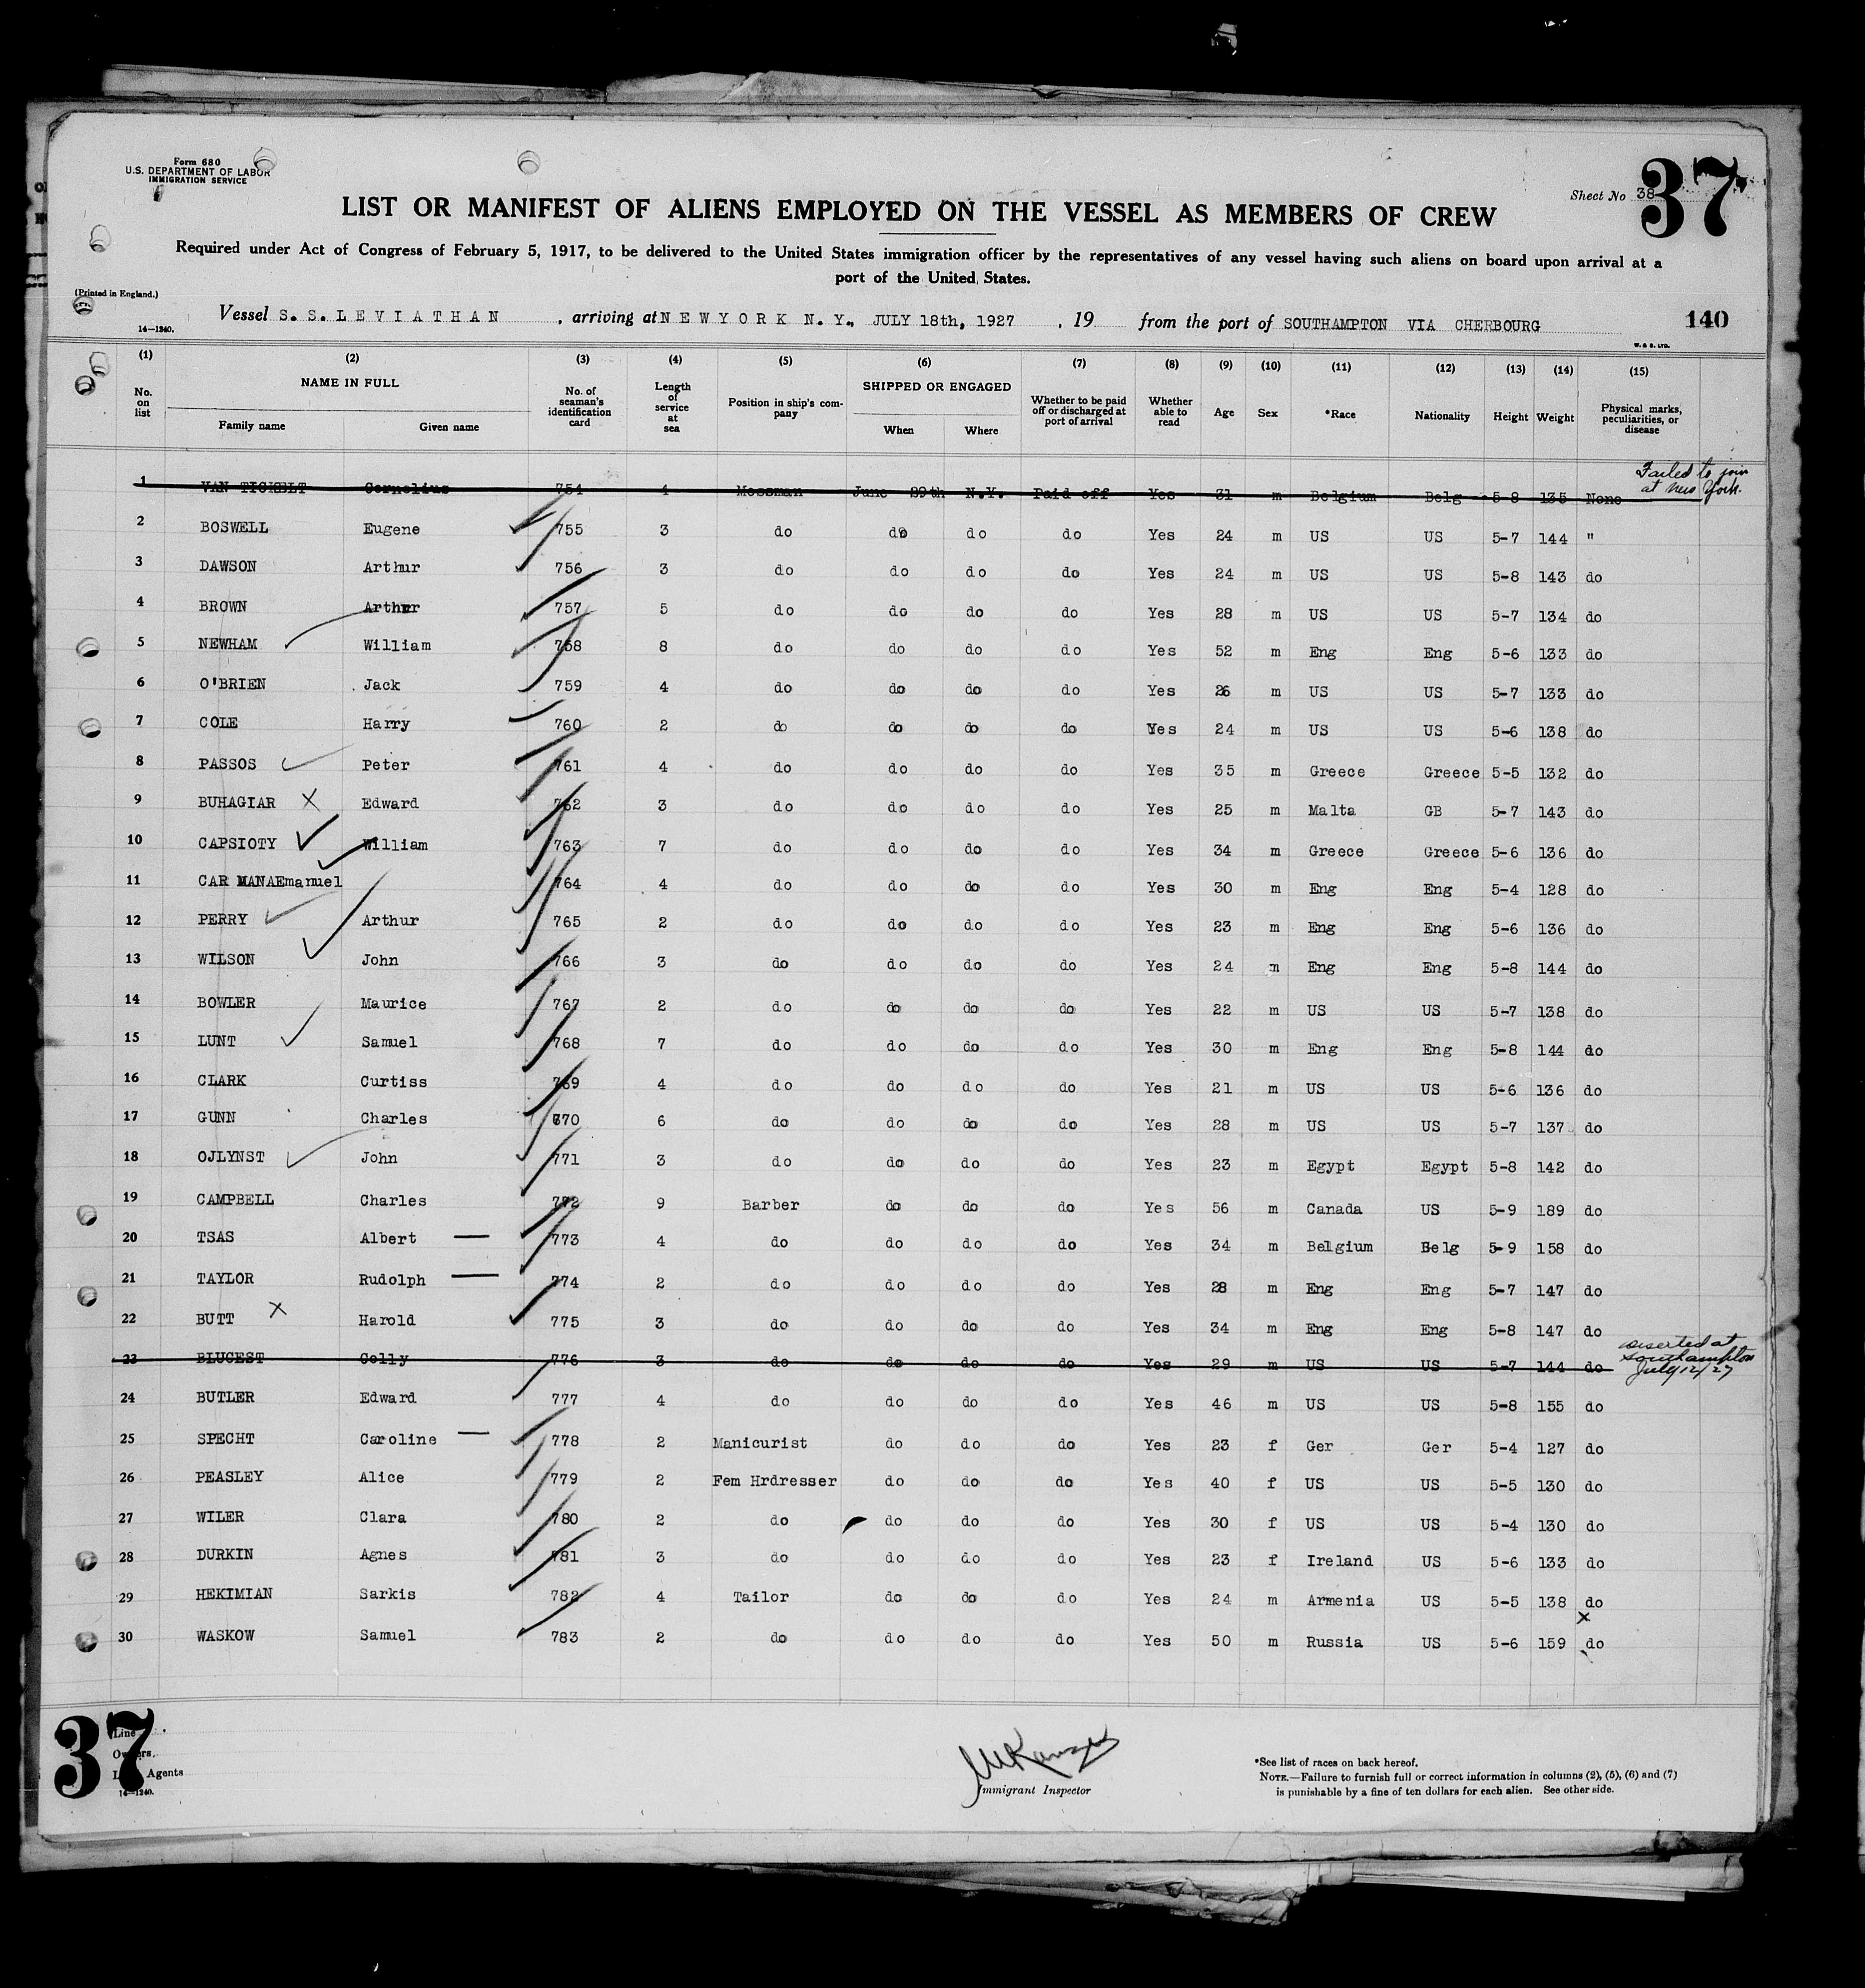 Form 680
U.S. DEPARTMENT OF LABOR
IMMIGRATION SERVICE
Sheet No 38
37
LIST OR MANIFEST OF ALIENS EMPLOYED ON THE VESSEL AS MEMBERS OF CREW
Required under Act of Congress of February 5, 1917, to be delivered to the United States immigration officer by the representatives of any vessel having such aliens on board upon arrival at a
port of the United States.
(Printed in England.)
14—1240.
Vessel S. S. LEVIATHAN , arriving at NEWYORK N. Y., JULY 18th, 1927 , 19 from the port of SOUTHAMPTON VIA CHERBOURG
140
W. & S. LTD.
(1) (2) (3) (4) (5) (6) (7) (8) (9) (10) (11) (12) (13) (14) (15)
No. on list NAME IN FULL Family name Given name No. of seaman's identification card Length of service at sea Position in ship's company SHIPPED OR ENGAGED When Where Whether to be paid off or discharged at port of arrival Whether able to read Age Sex *Race Nationality Height Weight Physical marks, peculiarities, or disease
1 VAN TICKELT Cornelius 754 4 Messman June 29th N.Y. Paid off Yes 31 m Belgium Belg 5-8 135 None Failed to join at New York.
2 BOSWELL Eugene 755 3 do do do do Yes 24 m US US 5-7 144 "
3 DAWSON Arthur 756 3 do do do do Yes 24 m US US 5-8 143 do
4 BROWN Arthur 757 5 do do do do Yes 28 m US US 5-7 134 do
5 NEWHAM William 758 8 do do do do Yes 52 m Eng Eng 5-6 133 do
6 O'BRIEN Jack 759 4 do do do do Yes 26 m US US 5-7 133 do
7 COLE Harry 760 2 do do do do Yes 24 m US US 5-6 138 do
8 PASSOS Peter 761 4 do do do do Yes 35 m Greece Greece 5-5 132 do
9 BUHAGIAR X Edward 762 3 do do do do Yes 25 m Malta GB 5-7 143 do
10 CAPSIOTY William 763 7 do do do do Yes 34 m Greece Greece 5-6 136 do
11 CAR MANAEmanuel 764 4 do do do do Yes 30 m Eng Eng 5-4 128 do
12 PERRY Arthur 765 2 do do do do Yes 23 m Eng Eng 5-6 136 do
13 WILSON John 766 3 do do do do Yes 24 m Eng Eng 5-8 144 do
14 BOWLER Maurice 767 2 do do do do Yes 22 m US US 5-7 138 do
15 LUNT Samuel 768 7 do do do do Yes 30 m Eng Eng 5-8 144 do
16 CLARK Curtiss 769 4 do do do do Yes 21 m US US 5-6 136 do
17 GUNN Charles 770 6 do do do do Yes 28 m US US 5-7 137 do
18 OJLYNST John 771 3 do do do do Yes 23 m Egypt Egypt 5-8 142 do
19 CAMPBELL Charles 772 9 Barber do do do Yes 56 m Canada US 5-9 189 do
20 TSAS Albert — 773 4 do do do do Yes 34 m Belgium Belg 5-9 158 do
21 TAYLOR Rudolph — 774 2 do do do do Yes 28 m Eng Eng 5-7 147 do
22 BUTT X Harold 775 3 do do do do Yes 34 m Eng Eng 5-8 147 do
23 BLUCEST Colly 776 3 do do do do Yes 29 m US US 5-7 144 do Deserted at Southampton July/12/27
24 BUTLER Edward 777 4 do do do do Yes 46 m US US 5-8 155 do
25 SPECHT Caroline — 778 2 Manicurist do do do Yes 23 f Ger Ger 5-4 127 do
26 PEASLEY Alice 779 2 Fem Hrdresser do do do Yes 40 f US US 5-5 130 do
27 WILER Clara 780 2 do do do do Yes 30 f US US 5-4 130 do
28 DURKIN Agnes 781 3 do do do do Yes 23 f Ireland US 5-6 133 do
29 HEKIMIAN Sarkis 782 4 Tailor do do do Yes 24 m Armenia US 5-5 138 do
30 WASKOW Samuel 783 2 do do do do Yes 50 m Russia US 5-6 159 x do
37
Line
Owners
Agents
14—1240.
Immigrant Inspector
*See list of races on back hereof.
NOTE.—Failure to furnish full or correct information in columns (2), (5), (6) and (7)
is punishable by a fine of ten dollars for each alien. See other side.